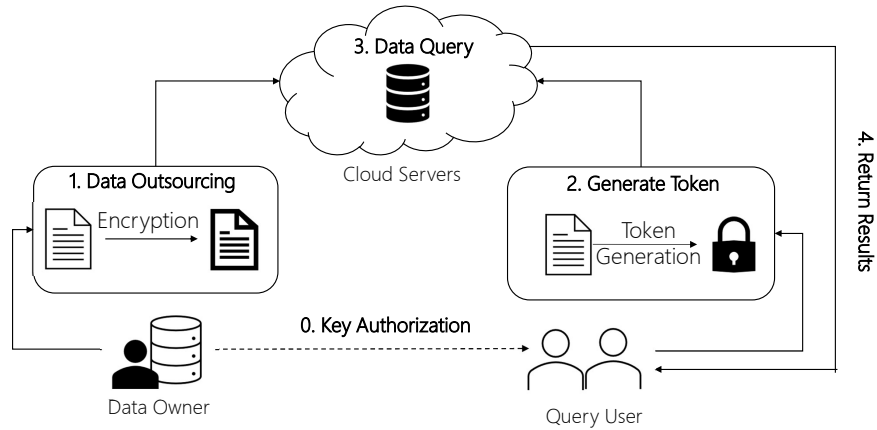 3. Data Query
Cloud Servers
1. Data Outsourcing
Encryption
2. Generate Token
Token
Generation
4. Return Results
0. Key Authorization
Data Owner
Query User